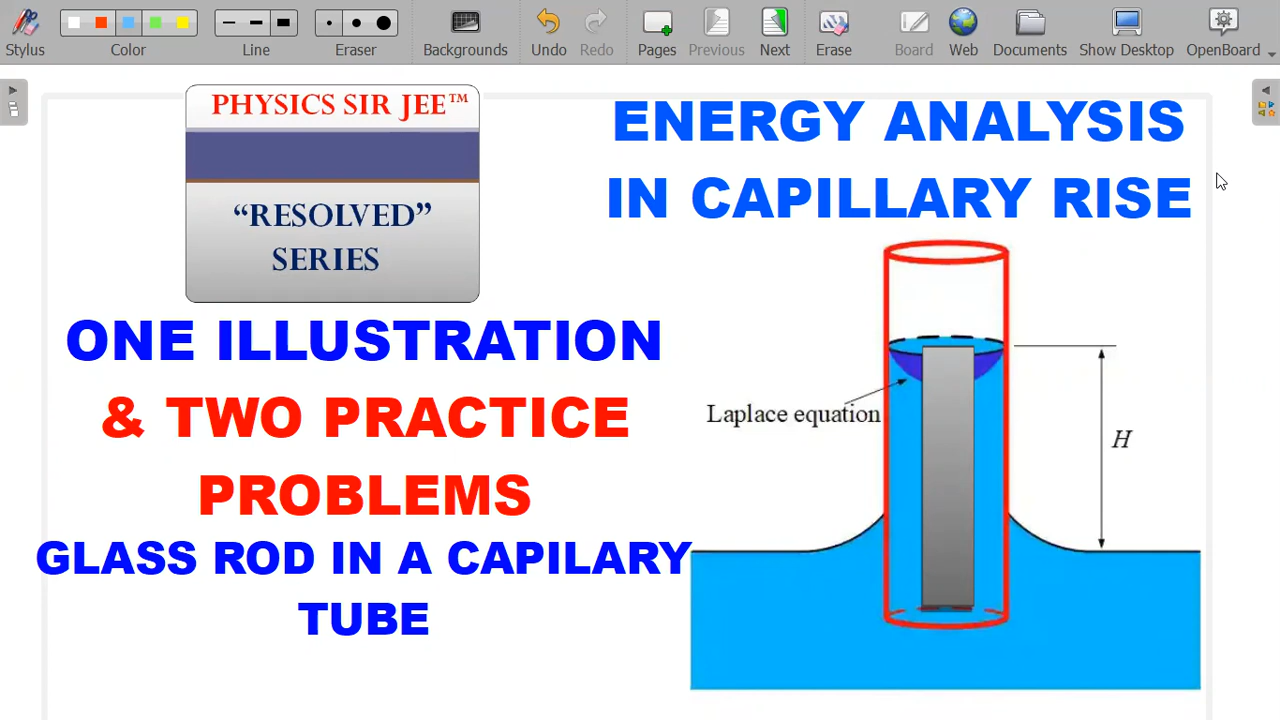 Stylus
Color
Line
Eraser
Backgrounds
Undo
Redo
Pages
Previous
Next
Erase
Board
Web
Documents
Show Desktop
OpenBoard
PHYSICS SIR JEE™
“RESOLVED”
SERIES
ENERGY ANALYSIS
IN CAPILLARY RISE
ONE ILLUSTRATION
& TWO PRACTICE
PROBLEMS
GLASS ROD IN A CAPILARY
TUBE
Laplace equation
H